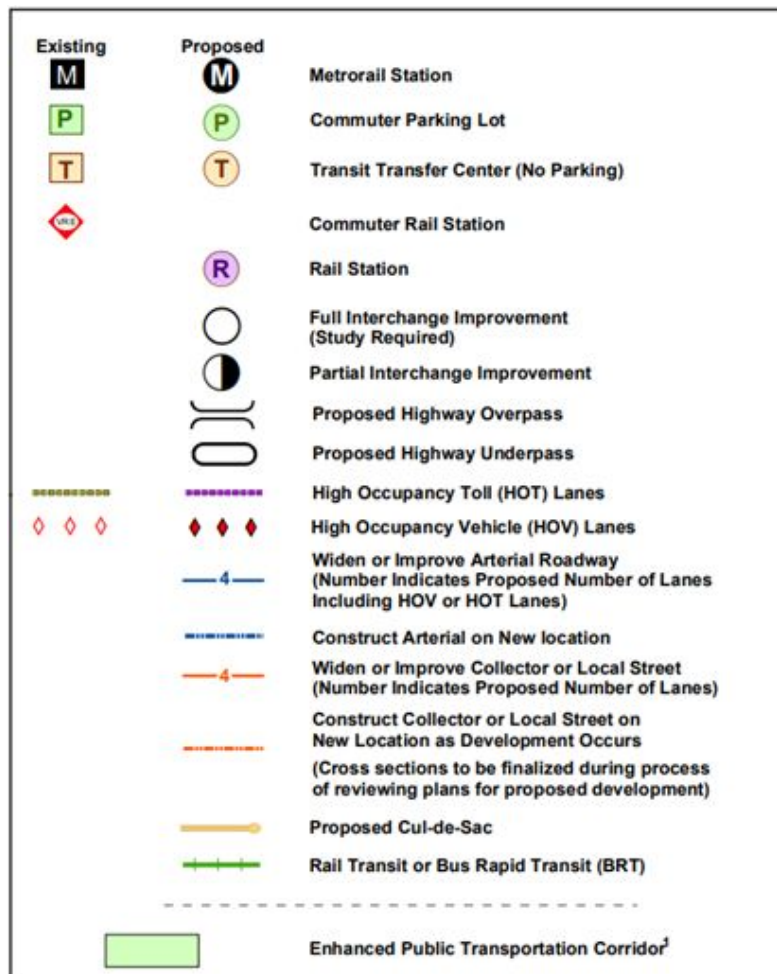 Existing Proposed
M M Metrorail Station
P P Commuter Parking Lot
T T Transit Transfer Center (No Parking)
VRE Commuter Rail Station
R Rail Station
Full Interchange Improvement
(Study Required)
Partial Interchange Improvement
Proposed Highway Overpass
Proposed Highway Underpass
High Occupancy Toll (HOT) Lanes
High Occupancy Vehicle (HOV) Lanes
Widen or Improve Arterial Roadway
4 (Number Indicates Proposed Number of Lanes
Including HOV or HOT Lanes)
Construct Arterial on New location
Widen or Improve Collector or Local Street
4 (Number Indicates Proposed Number of Lanes)
Construct Collector or Local Street on
New Location as Development Occurs
(Cross sections to be finalized during process
of reviewing plans for proposed development)
Proposed Cul-de-Sac
Rail Transit or Bus Rapid Transit (BRT)
Enhanced Public Transportation Corridor¹